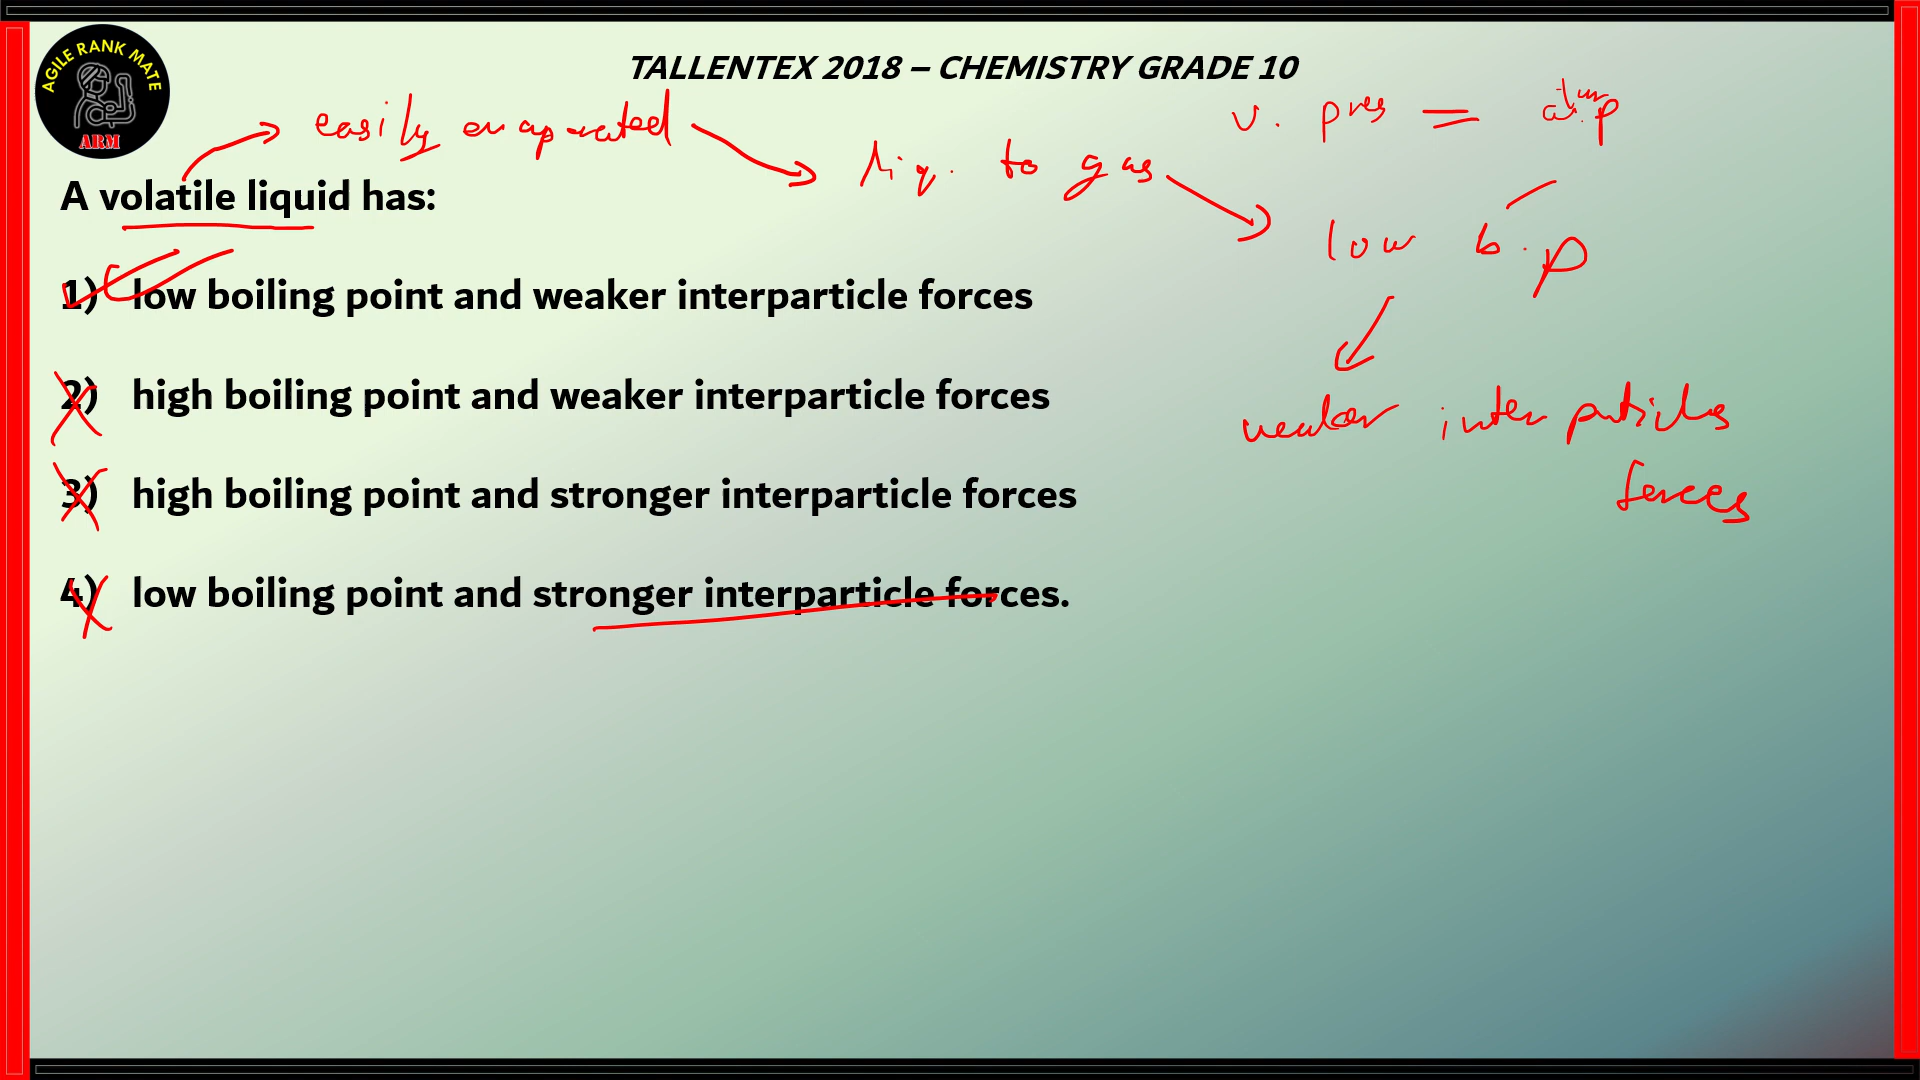 AGILE RANK MATE
ARM
TALLENTEX 2018 – CHEMISTRY GRADE 10
easily evaporated
liq. to gas
v. pres = atm p
low b.p
weaker inter particles
forces
A volatile liquid has:
1) low boiling point and weaker interparticle forces
2) high boiling point and weaker interparticle forces
3) high boiling point and stronger interparticle forces
4) low boiling point and stronger interparticle forces.